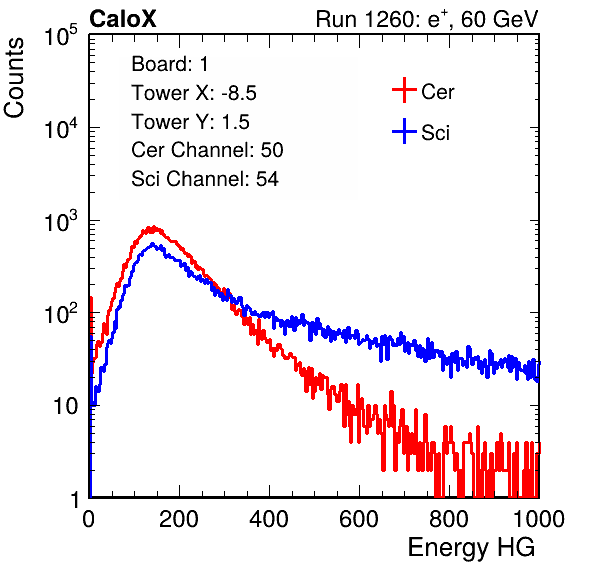 CaloX Run 1260: e⁺, 60 GeV
Counts
10⁵
10⁴
10³
10²
10
1
Board: 1
Tower X: -8.5
Tower Y: 1.5
Cer Channel: 50
Sci Channel: 54
Cer
Sci
0 200 400 600 800 1000
Energy HG